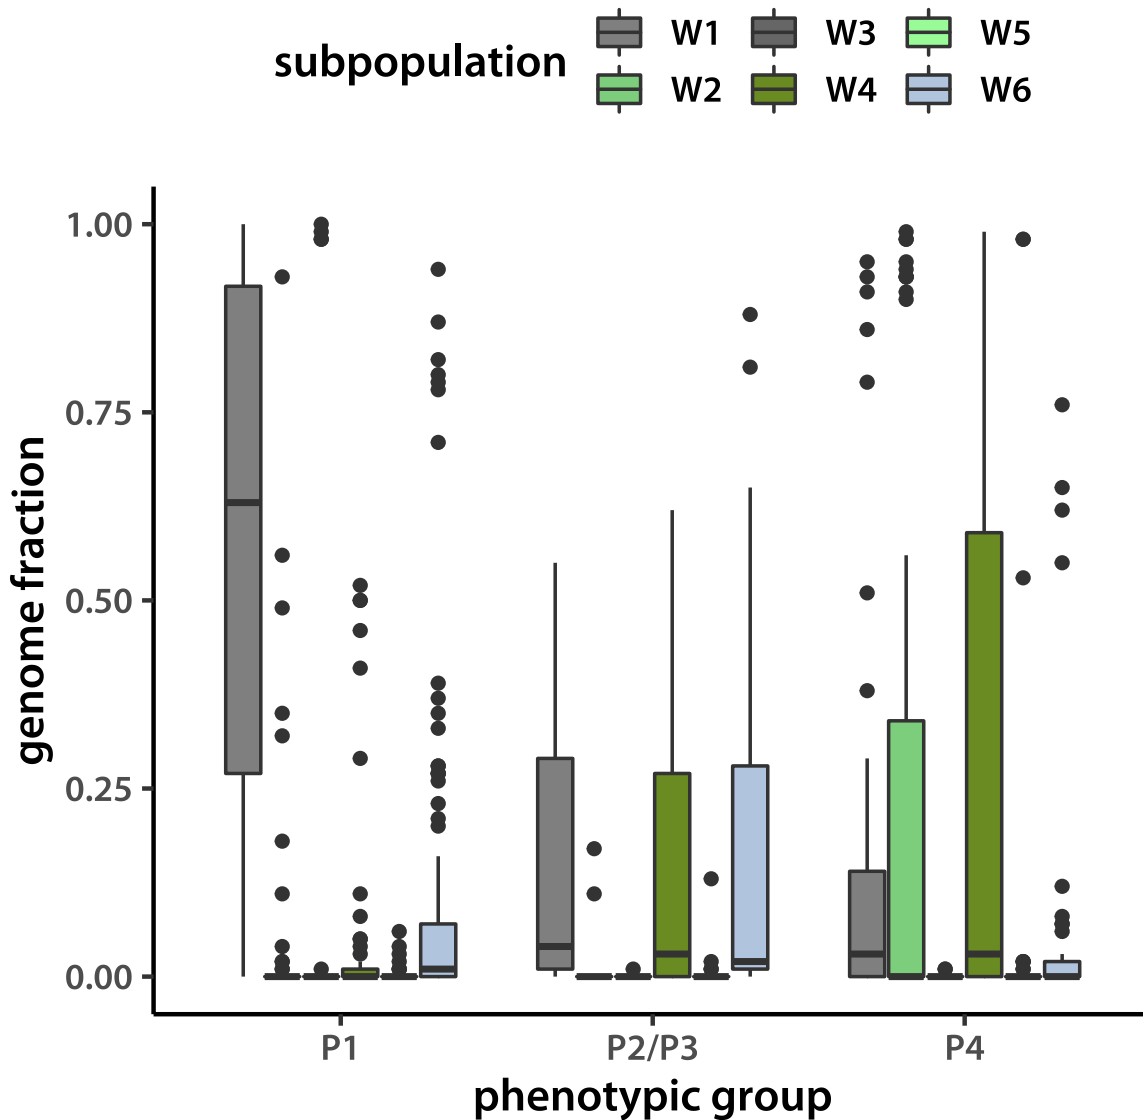 subpopulation
W1 W3 W5
W2 W4 W6
genome fraction
1.00
0.75
0.50
0.25
0.00
P1 P2/P3 P4
phenotypic group